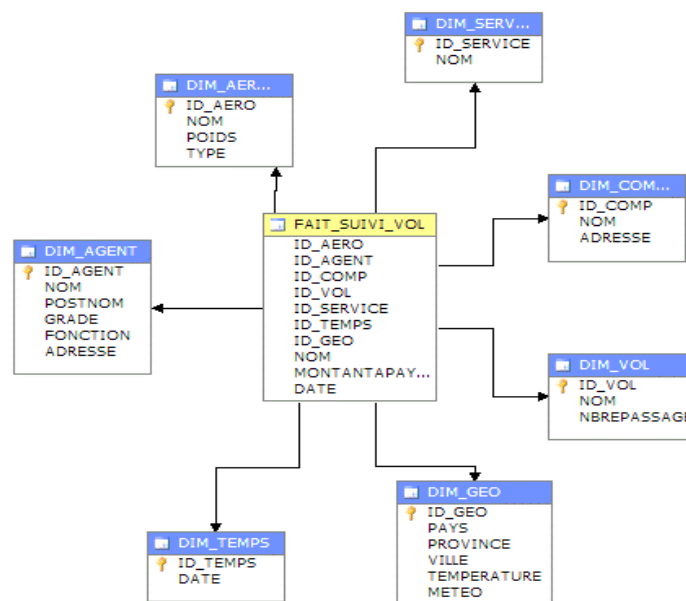 DIM_SERV...
ID_SERVICE
NOM
DIM_AER...
ID_AERO
NOM
POIDS
TYPE
DIM_COM...
ID_COMP
NOM
ADRESSE
FAIT_SUIVI_VOL
ID_AERO
ID_AGENT
ID_COMP
ID_VOL
ID_SERVICE
ID_TEMPS
ID_GEO
NOM
MONTANTAPAY...
DATE
DIM_AGENT
ID_AGENT
NOM
POSTNOM
GRADE
FONCTION
ADRESSE
DIM_VOL
ID_VOL
NOM
NBREPASSAGE
DIM_GEO
ID_GEO
PAYS
PROVINCE
VILLE
TEMPERATURE
METEO
DIM_TEMPS
ID_TEMPS
DATE